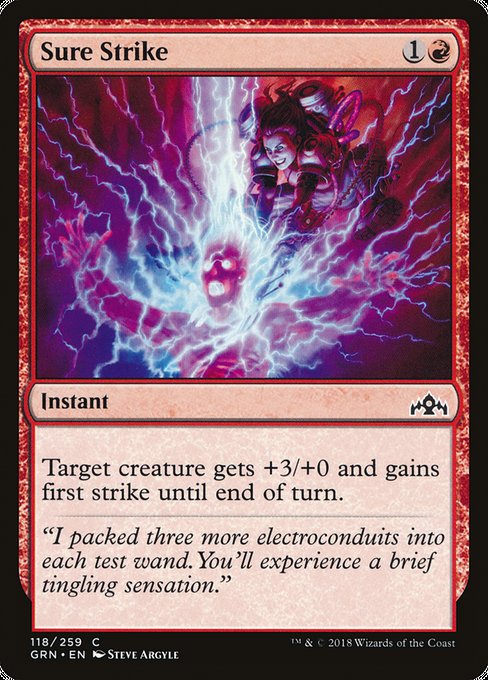 Sure Strike 1
Instant
Target creature gets +3/+0 and gains
first strike until end of turn.
“I packed three more electroconduits into
each test wand. You’ll experience a brief
tingling sensation.”
118/259 C
GRN • EN Steve Argyle
™ & © 2018 Wizards of the Coast